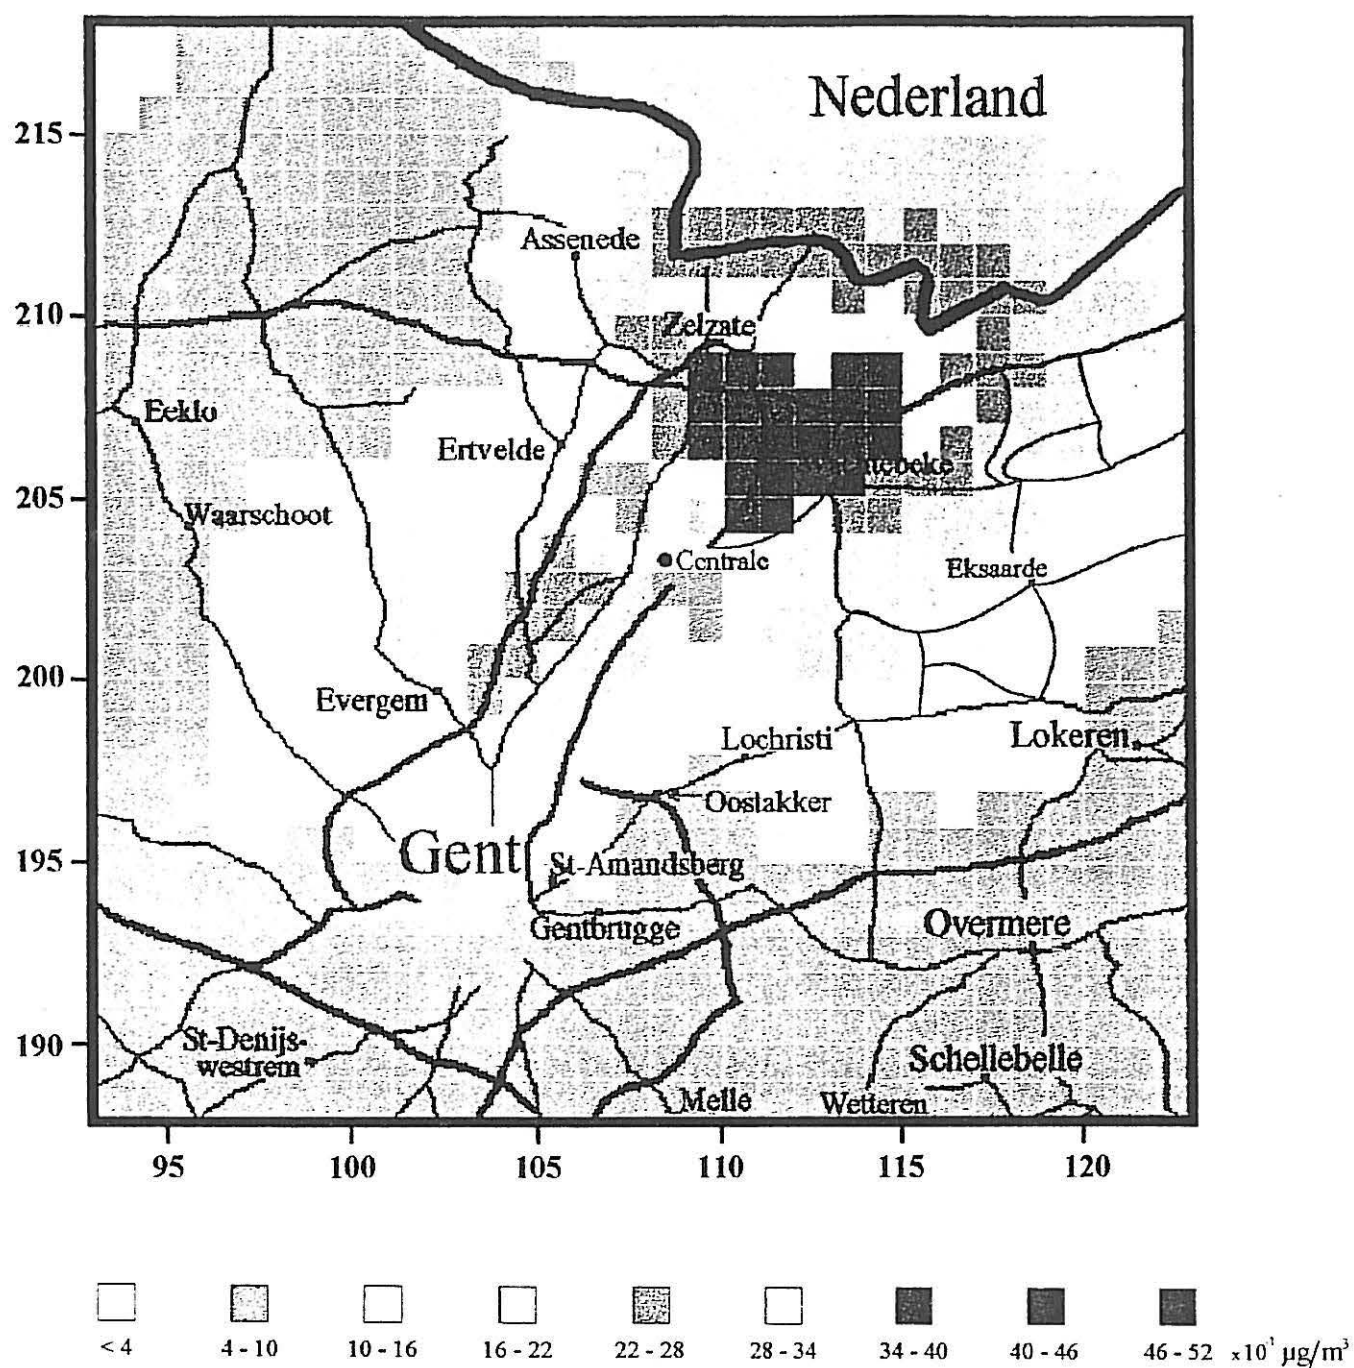 Nederland
215
Assenede
210
Zelzate
Eeklo
Ertvelde
205
Waarschoot
Centrale
Eksaarde
200
Evergem
Lochristi
Lokeren
Oostakker
195
Gent
St-Amandsberg
Overmere
Gentbrugge
190
St-Denijs-
westrem
Schellebelle
Melle
Wetteren
95 100 105 110 115 120
< 4 4 - 10 10 - 16 16 - 22 22 - 28 28 - 34 34 - 40 40 - 46 46 - 52 µg/m³